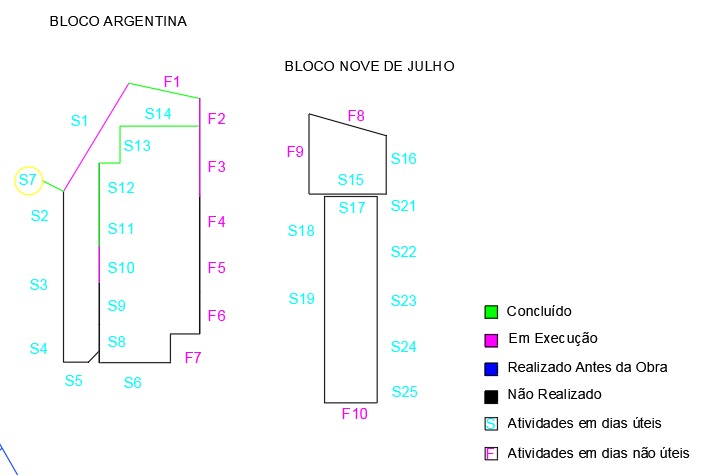 BLOCO ARGENTINA
BLOCO NOVE DE JULHO
F1
S14
S1
F2
S13
F3
S7
S12
S2
F4
S11
S10
F5
S3
S9
F6
S8
S4
F7
S5
S6
F8
F9
S16
S15
S17
S21
S18
S22
S19
S23
S24
S25
F10
Concluído
Em Execução
Realizado Antes da Obra
Não Realizado
S Atividades em dias úteis
F Atividades em dias não úteis